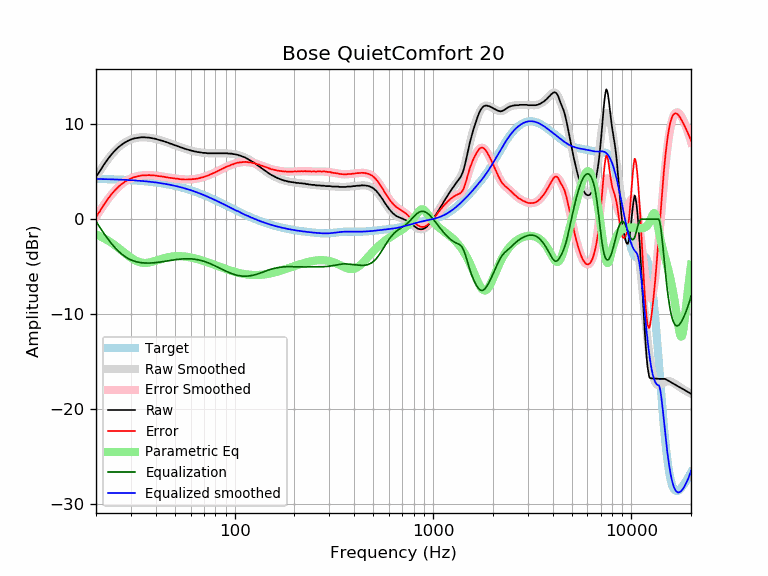 Bose QuietComfort 20
Amplitude (dBr)
10
0
−10
−20
−30
Target
Raw Smoothed
Error Smoothed
Raw
Error
Parametric Eq
Equalization
Equalized smoothed
100
1000
10000
Frequency (Hz)